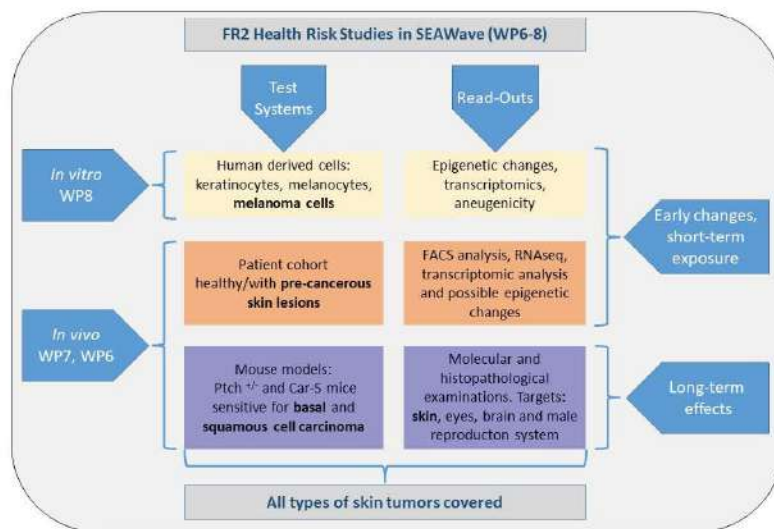 FR2 Health Risk Studies in SEAWave (WP6-8)
Test
Systems
Read-Outs
In vitro
WP8
Human derived cells:
keratinocytes, melanocytes,
melanoma cells
Epigenetic changes,
transcriptomics,
aneugenicity
Early changes,
short-term
exposure
Patient cohort
healthy/with pre-cancerous
skin lesions
FACS analysis, RNAseq,
transcriptomic analysis
and possible epigenetic
changes
In vivo
WP7, WP6
Mouse models:
Ptch +/- and Car-S mice
sensitive for basal and
squamous cell carcinoma
Molecular and
histopathological
examinations. Targets:
skin, eyes, brain and male
reproducton system
Long-term
effects
All types of skin tumors covered